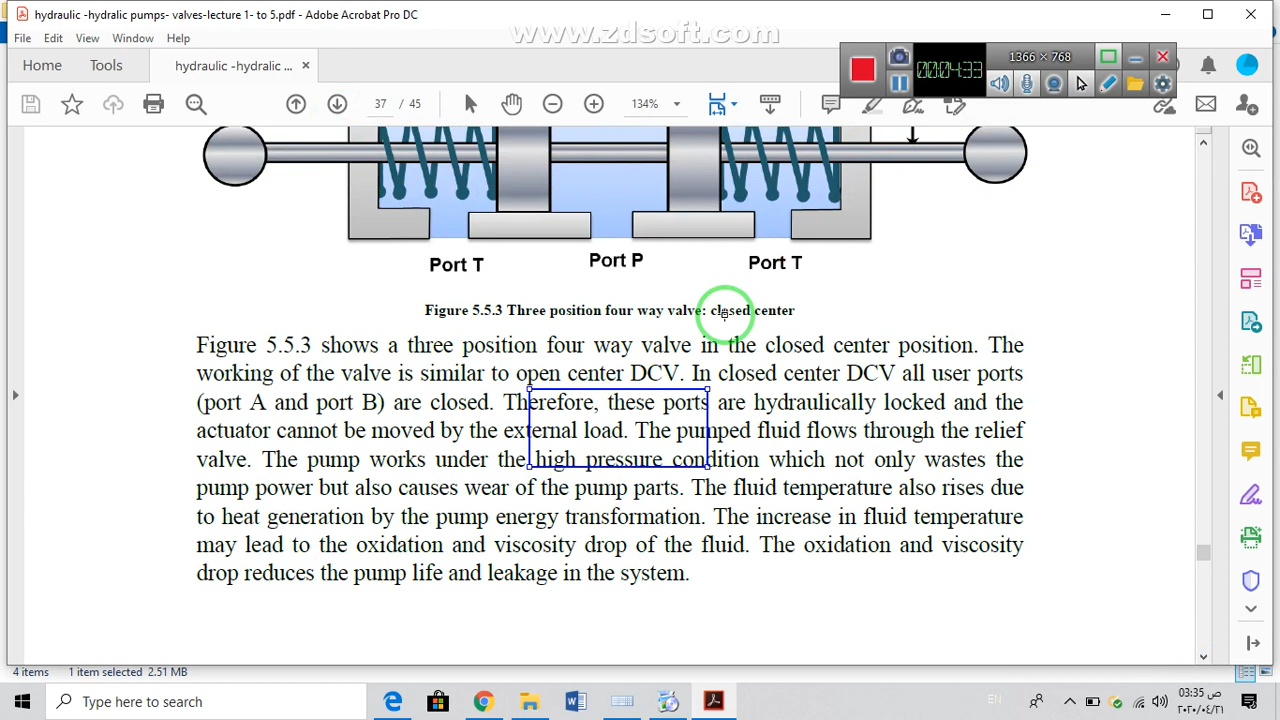 hydraulic -hydralic pumps- valves-lecture 1- to 5.pdf - Adobe Acrobat Pro DC
www.zdsoft.com
File Edit View Window Help
1366 × 768
00:04:33
Home Tools hydraulic -hydralic ... ×
37 / 45 134%
Port T Port P Port T
Figure 5.5.3 Three position four way valve: closed center
Figure 5.5.3 shows a three position four way valve in the closed center position. The
working of the valve is similar to open center DCV. In closed center DCV all user ports
(port A and port B) are closed. Therefore, these ports are hydraulically locked and the
actuator cannot be moved by the external load. The pumped fluid flows through the relief
valve. The pump works under the high pressure condition which not only wastes the
pump power but also causes wear of the pump parts. The fluid temperature also rises due
to heat generation by the pump energy transformation. The increase in fluid temperature
may lead to the oxidation and viscosity drop of the fluid. The oxidation and viscosity
drop reduces the pump life and leakage in the system.
4 items 1 item selected 2.51 MB
Type here to search
EN
03:35 ص
٢٠٢٠/٠٤/٢١